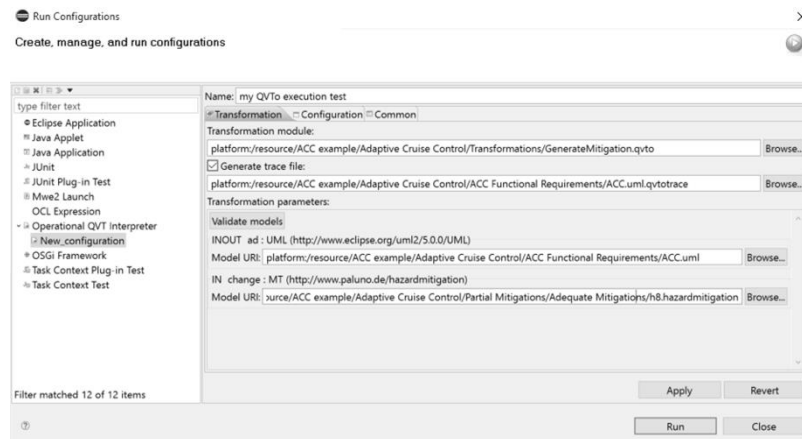 Run Configurations
Create, manage, and run configurations
type filter text
Eclipse Application
Java Applet
Java Application
JUnit
JUnit Plug-in Test
Mwe2 Launch
OCL Expression
Operational QVT Interpreter
New_configuration
OSGi Framework
Task Context Plug-in Test
Task Context Test
Filter matched 12 of 12 items
Name: my QVTo execution test
Transformation Configuration Common
Transformation module:
platform:/resource/ACC example/Adaptive Cruise Control/Transformations/GenerateMitigation.qvto Browse...
Generate trace file:
platform:/resource/ACC example/Adaptive Cruise Control/ACC Functional Requirements/ACC.uml.qvtotrace Browse...
Transformation parameters:
Validate models
INOUT ad : UML (http://www.eclipse.org/uml2/5.0.0/UML)
Model URI: platform:/resource/ACC example/Adaptive Cruise Control/ACC Functional Requirements/ACC.uml Browse...
IN change : MT (http://www.paluno.de/hazardmitigation)
Model URI: ource/ACC example/Adaptive Cruise Control/Partial Mitigations/Adequate Mitigations/h8.hazardmitigation Browse...
Apply Revert
Run Close